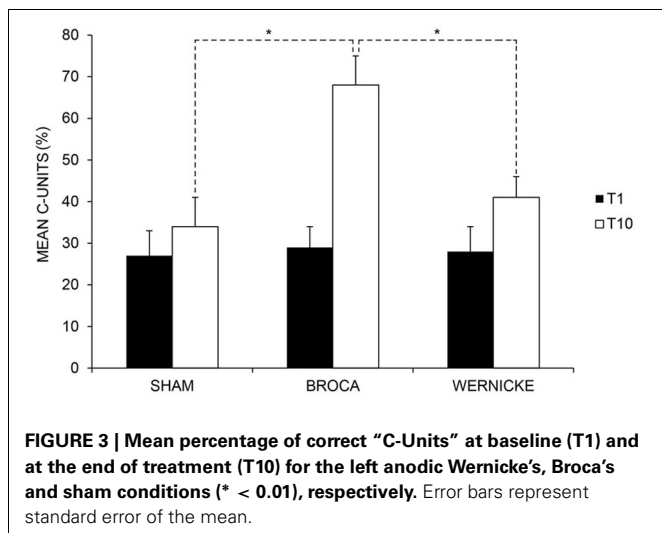 80
70
60
50
40
30
20
10
0
MEAN C-UNITS (%)
* *
T1
T10
SHAM BROCA WERNICKE
FIGURE 3 | Mean percentage of correct “C-Units” at baseline (T1) and
at the end of treatment (T10) for the left anodic Wernicke’s, Broca’s
and sham conditions (* < 0.01), respectively. Error bars represent
standard error of the mean.